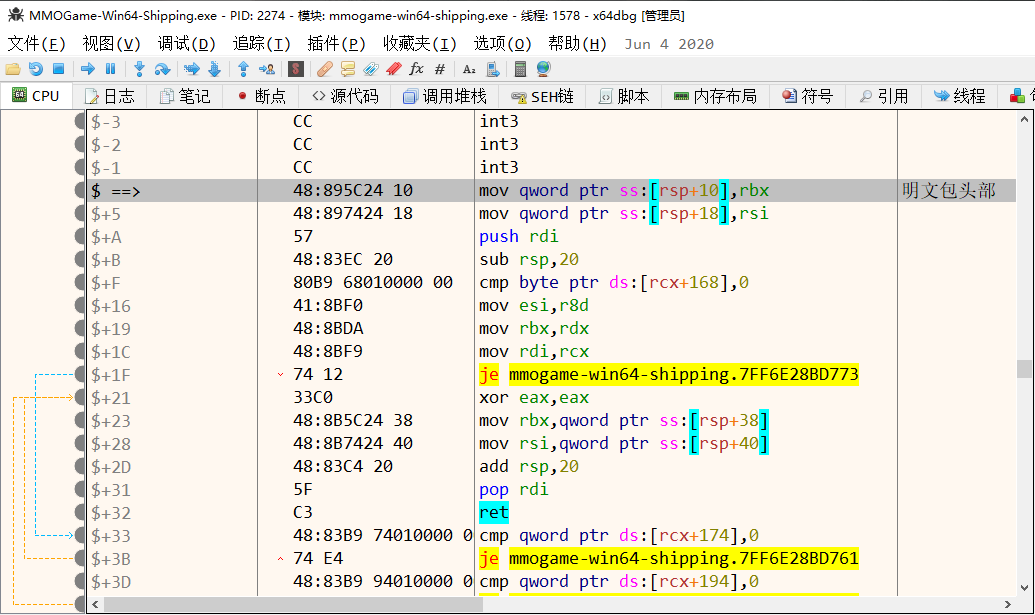 MMOGame-Win64-Shipping.exe - PID: 2274 - 模块: mmogame-win64-shipping.exe - 线程: 1578 - x64dbg [管理员]
文件(F) 视图(V) 调试(D) 追踪(T) 插件(P) 收藏夹(I) 选项(O) 帮助(H) Jun 4 2020
CPU 日志 笔记 断点 源代码 调用堆栈 SEH链 脚本 内存布局 符号 引用 线程
$-3 CC int3
$-2 CC int3
$-1 CC int3
$ ==> 48:895C24 10 mov qword ptr ss:[rsp+10],rbx 明文包头部
$+5 48:897424 18 mov qword ptr ss:[rsp+18],rsi
$+A 57 push rdi
$+B 48:83EC 20 sub rsp,20
$+F 80B9 68010000 00 cmp byte ptr ds:[rcx+168],0
$+16 41:8BF0 mov esi,r8d
$+19 48:8BDA mov rbx,rdx
$+1C 48:8BF9 mov rdi,rcx
$+1F 74 12 je mmogame-win64-shipping.7FF6E28BD773
$+21 33C0 xor eax,eax
$+23 48:8B5C24 38 mov rbx,qword ptr ss:[rsp+38]
$+28 48:8B7424 40 mov rsi,qword ptr ss:[rsp+40]
$+2D 48:83C4 20 add rsp,20
$+31 5F pop rdi
$+32 C3 ret
$+33 48:83B9 74010000 0 cmp qword ptr ds:[rcx+174],0
$+3B 74 E4 je mmogame-win64-shipping.7FF6E28BD761
$+3D 48:83B9 94010000 0 cmp qword ptr ds:[rcx+194],0